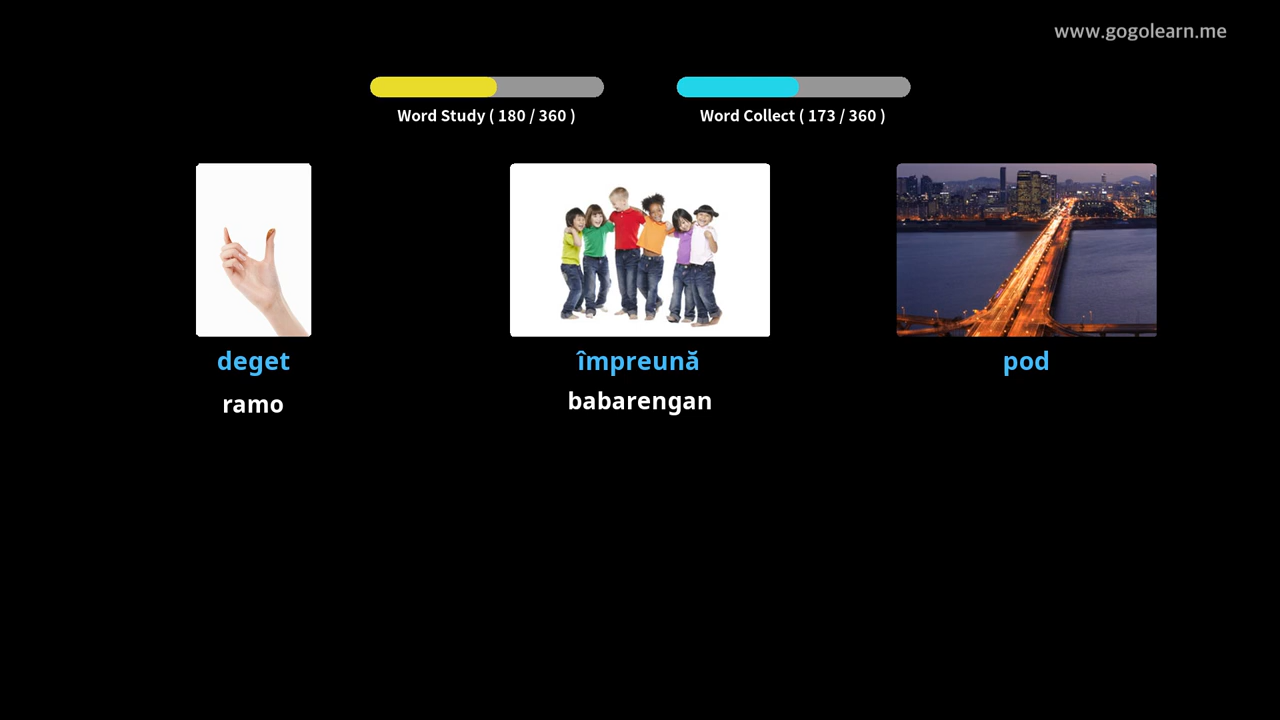 www.gogolearn.me
Word Study ( 180 / 360 )
Word Collect ( 173 / 360 )
deget
împreună
pod
ramo
babarengan